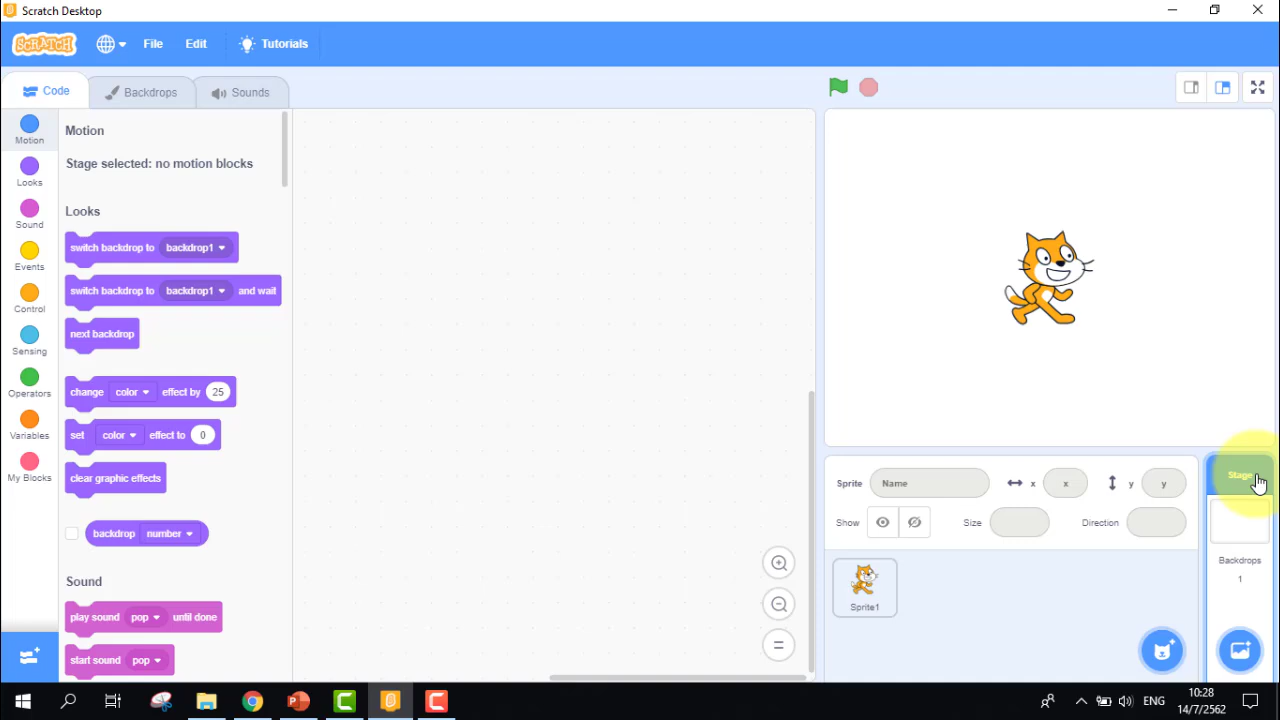 Scratch Desktop
SCRATCH File Edit Tutorials
Code Backdrops Sounds
Motion
Looks
Sound
Events
Control
Sensing
Operators
Variables
My Blocks
Motion
Stage selected: no motion blocks
Looks
switch backdrop to backdrop1
switch backdrop to backdrop1 and wait
next backdrop
change color effect by 25
set color effect to 0
clear graphic effects
backdrop number
Sound
play sound pop until done
start sound pop
Sprite Name x x y y
Show Size Direction
Sprite1
Stage
Backdrops
1
ENG
10:28
14/7/2562